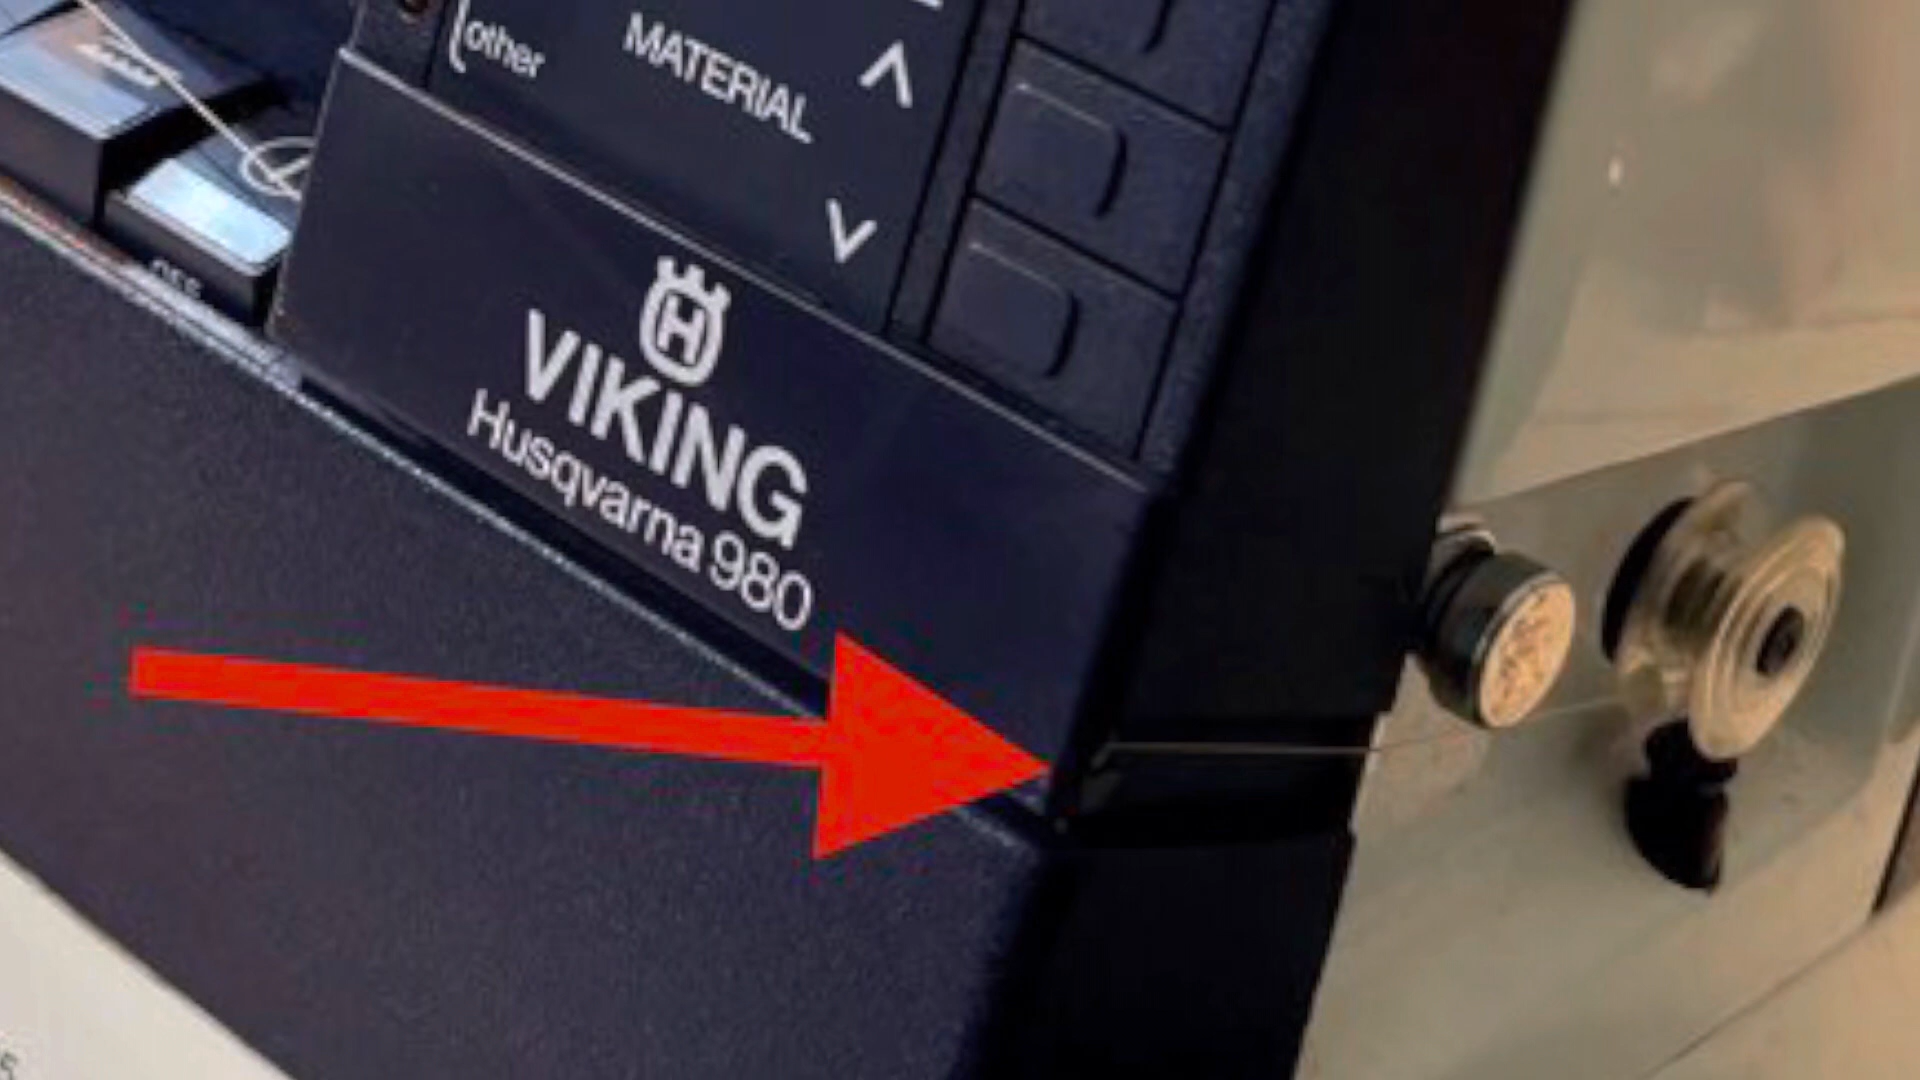 other
MATERIAL
H
VIKING
Husqvarna 980